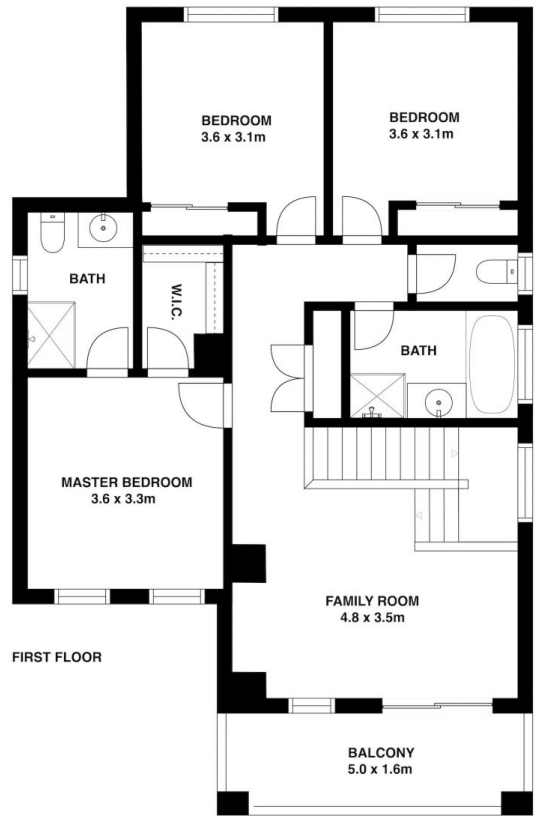 BEDROOM
3.6 x 3.1m
BEDROOM
3.6 x 3.1m
BATH
W.I.C.
BATH
MASTER BEDROOM
3.6 x 3.3m
FAMILY ROOM
4.8 x 3.5m
FIRST FLOOR
BALCONY
5.0 x 1.6m